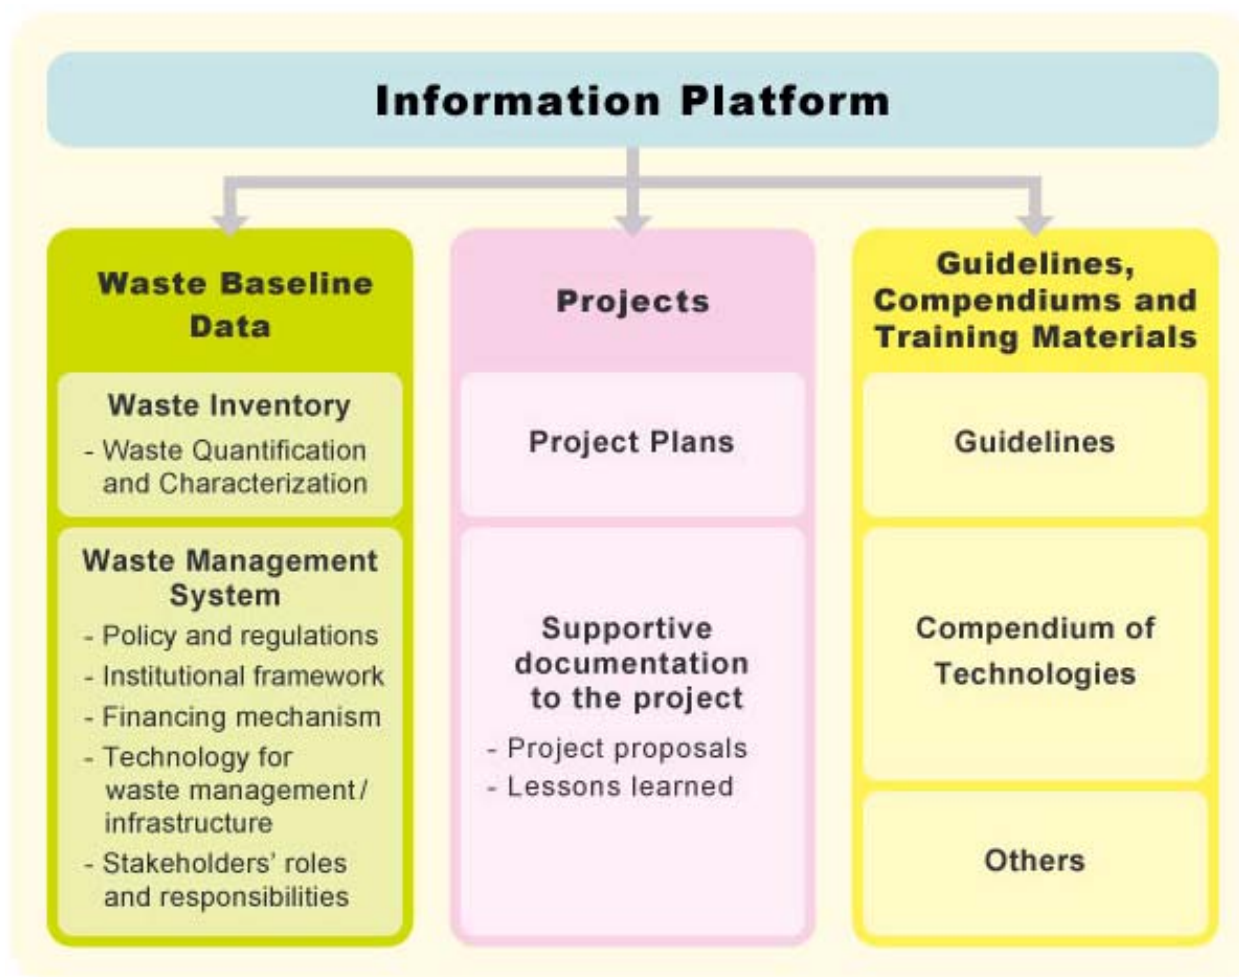 Information Platform
Waste Baseline
Data
Waste Inventory
- Waste Quantification
and Characterization
Waste Management
System
- Policy and regulations
- Institutional framework
- Financing mechanism
- Technology for
waste management/
infrastructure
- Stakeholders’ roles
and responsibilities
Projects
Project Plans
Supportive
documentation
to the project
- Project proposals
- Lessons learned
Guidelines,
Compendiums and
Training Materials
Guidelines
Compendium of
Technologies
Others